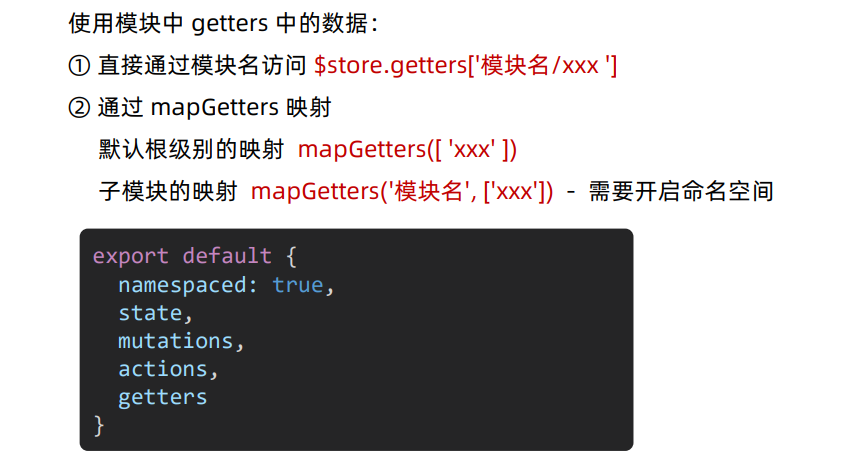 使用模块中 getters 中的数据：
① 直接通过模块名访问 $store.getters['模块名/xxx ']
② 通过 mapGetters 映射
默认根级别的映射  mapGetters([ 'xxx' ])
子模块的映射  mapGetters('模块名', ['xxx'])  -  需要开启命名空间
export default {
  namespaced: true,
  state,
  mutations,
  actions,
  getters
}